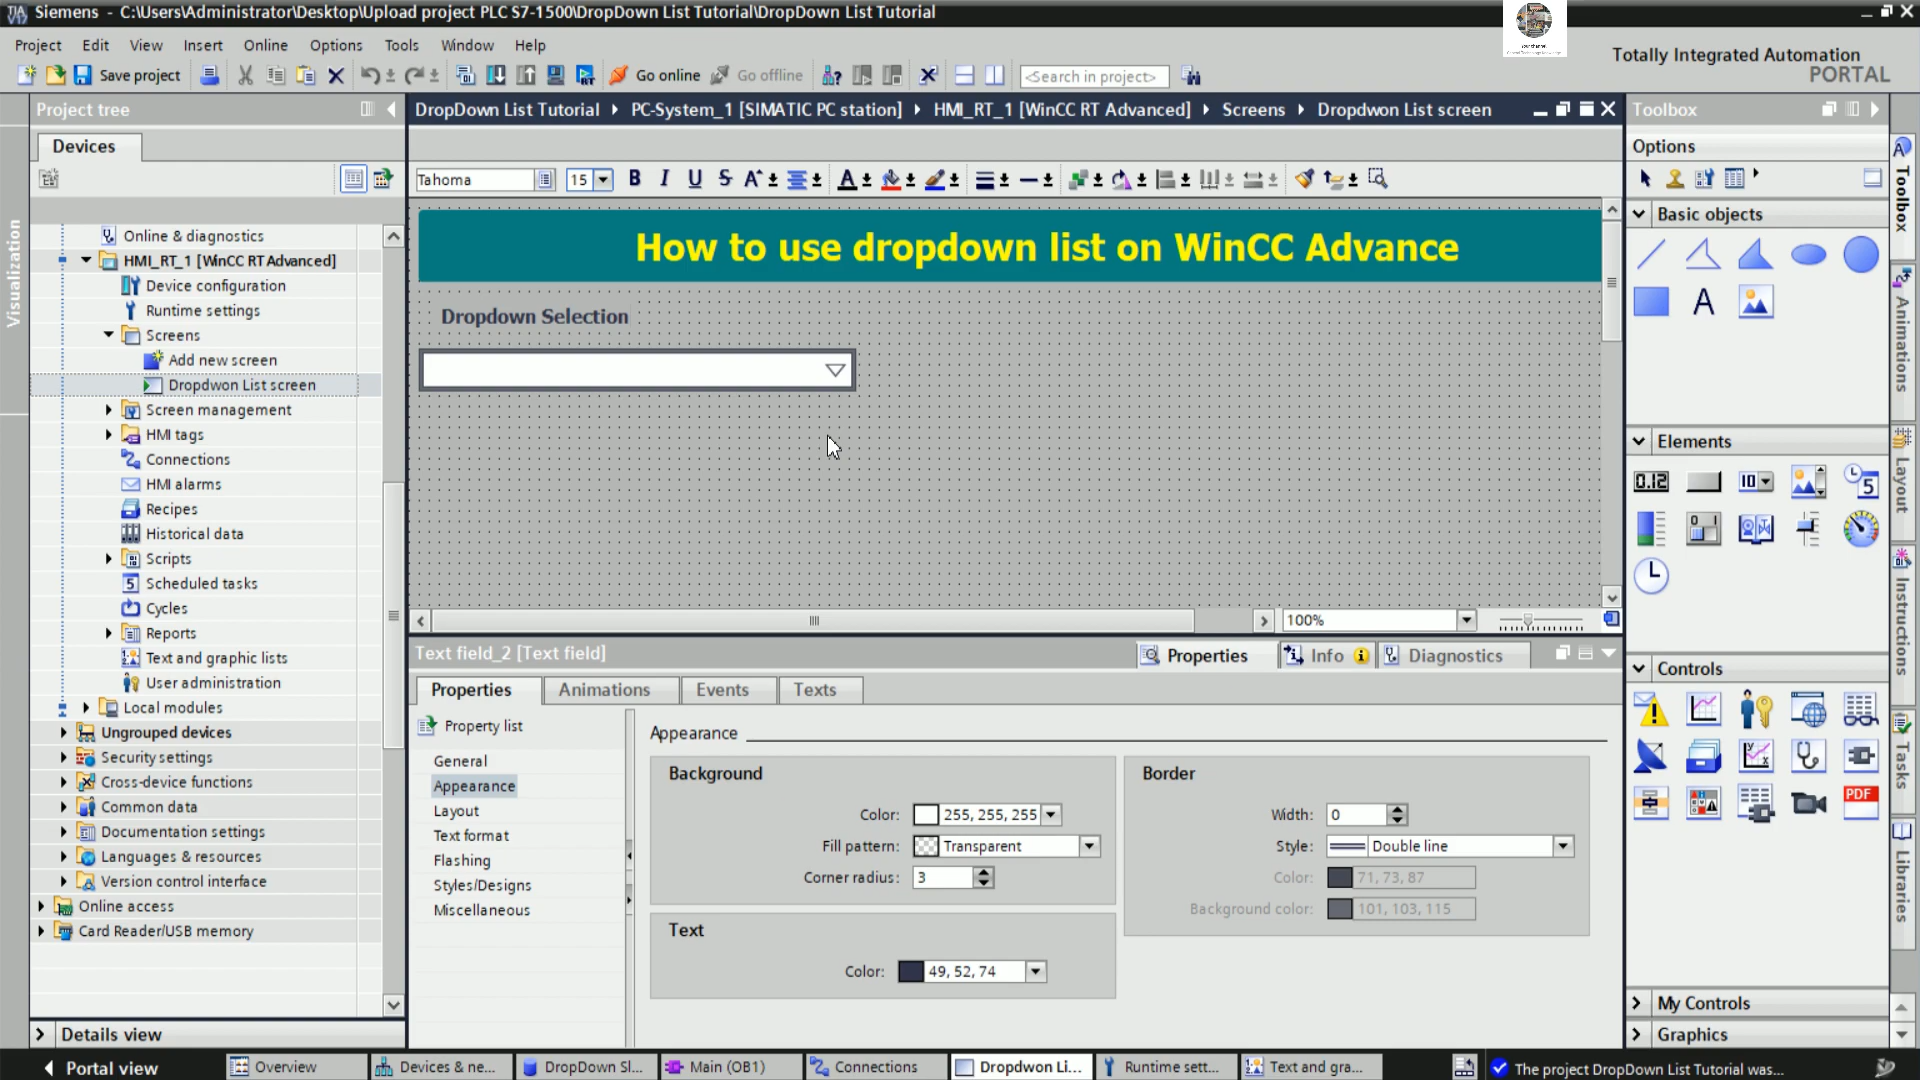 Siemens - C:\Users\Administrator\Desktop\Upload project PLC S7-1500\DropDown List Tutorial\DropDown List Tutorial
Project Edit View Insert Online Options Tools Window Help
Totally Integrated Automation
PORTAL
Save project
Go online
Go offline
<Search in project>
Project tree
DropDown List Tutorial
PC-System_1 [SIMATIC PC station]
HMI_RT_1 [WinCC RT Advanced]
Screens
Dropdwon List screen
Toolbox
Devices
Options
Tahoma
15
B I U S
Visualization
Online & diagnostics
HMI_RT_1 [WinCC RT Advanced]
Device configuration
Runtime settings
Screens
Add new screen
Dropdwon List screen
Screen management
HMI tags
Connections
HMI alarms
Recipes
Historical data
Scripts
Scheduled tasks
Cycles
Reports
Text and graphic lists
User administration
Local modules
Ungrouped devices
Security settings
Cross-device functions
Common data
Documentation settings
Languages & resources
Version control interface
Online access
Card Reader/USB memory
Details view
How to use dropdown list on WinCC Advance
Dropdown Selection
100%
Text field_2 [Text field]
Properties
Info
Diagnostics
Properties
Animations
Events
Texts
Property list
General
Appearance
Layout
Text format
Flashing
Styles/Designs
Miscellaneous
Appearance
Background
Color: 255, 255, 255
Fill pattern: Transparent
Corner radius: 3
Text
Color: 49, 52, 74
Border
Width: 0
Style: Double line
Color: 71, 73, 87
Background color: 101, 103, 115
Basic objects
A
Elements
0.12
10
5
Controls
PDF
My Controls
Graphics
Toolbox
Animations
Layout
Instructions
Tasks
Libraries
Portal view
Overview
Devices & ne...
DropDown Sl...
Main (OB1)
Connections
Dropdwon Li...
Runtime sett...
Text and gra...
The project DropDown List Tutorial was...